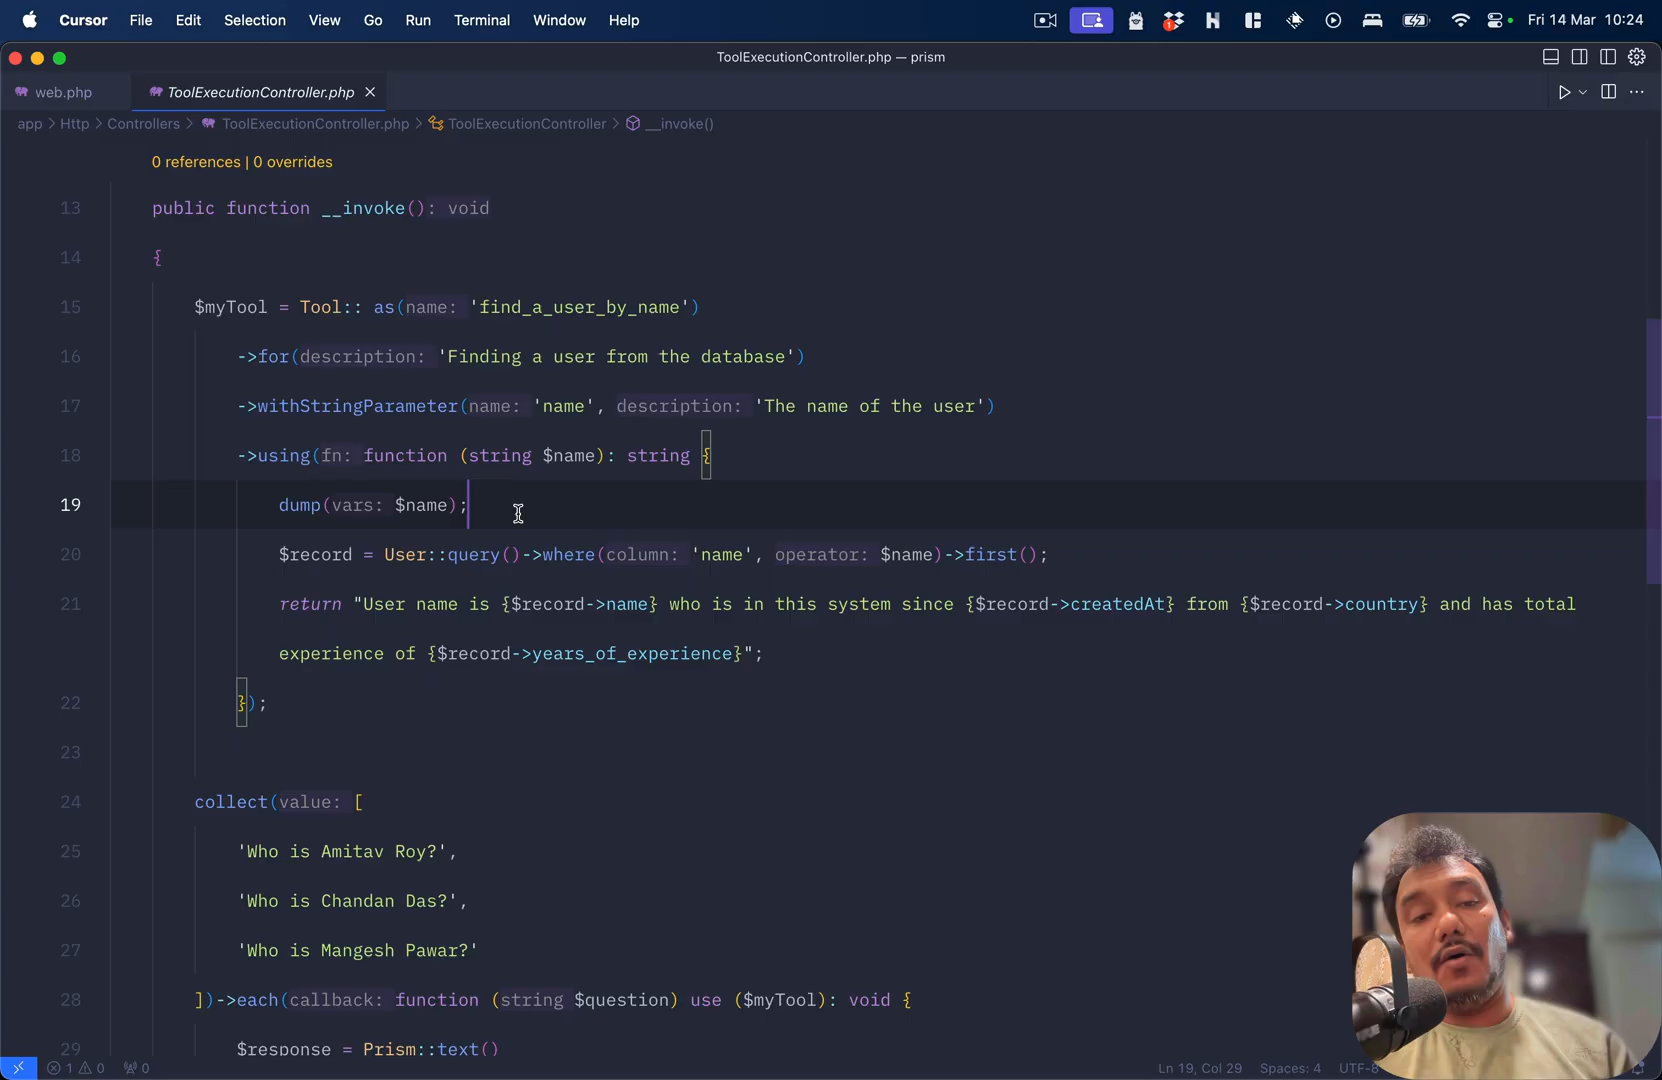 Cursor File Edit Selection View Go Run Terminal Window Help Fri 14 Mar 10:24
ToolExecutionController.php — prism
web.php ToolExecutionController.php
app > Http > Controllers > ToolExecutionController.php > ToolExecutionController > __invoke()
0 references | 0 overrides
13 public function __invoke(): void
14 {
15 $myTool = Tool:: as(name: 'find_a_user_by_name')
16 ->for(description: 'Finding a user from the database')
17 ->withStringParameter(name: 'name', description: 'The name of the user')
18 ->using(fn: function (string $name): string {
19 dump(vars: $name);
20 $record = User::query()->where(column: 'name', operator: $name)->first();
21 return "User name is {$record->name} who is in this system since {$record->createdAt} from {$record->country} and has total
experience of {$record->years_of_experience}";
22 });
23
24 collect(value: [
25 'Who is Amitav Roy?',
26 'Who is Chandan Das?',
27 'Who is Mangesh Pawar?'
28 ])->each(callback: function (string $question) use ($myTool): void {
29 $response = Prism::text()
1 0 0 Ln 19, Col 29 Spaces: 4 UTF-8